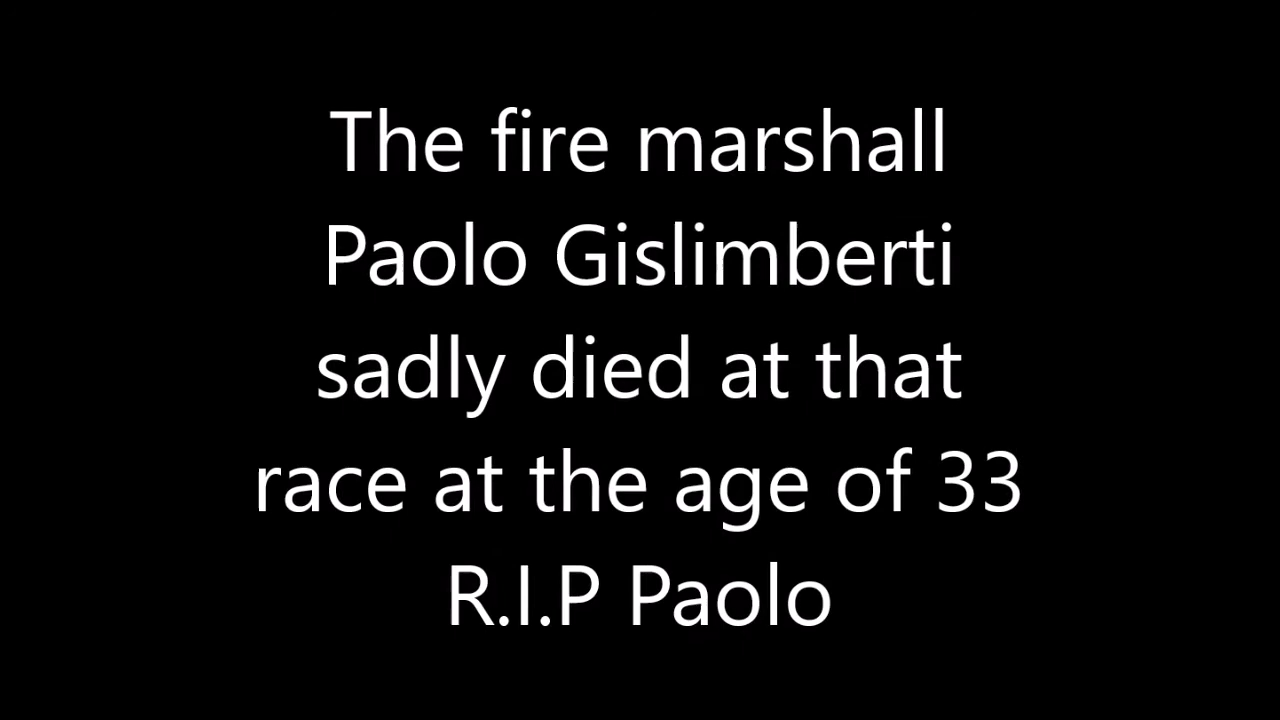 The fire marshall
Paolo Gislimberti
sadly died at that
race at the age of 33
R.I.P Paolo